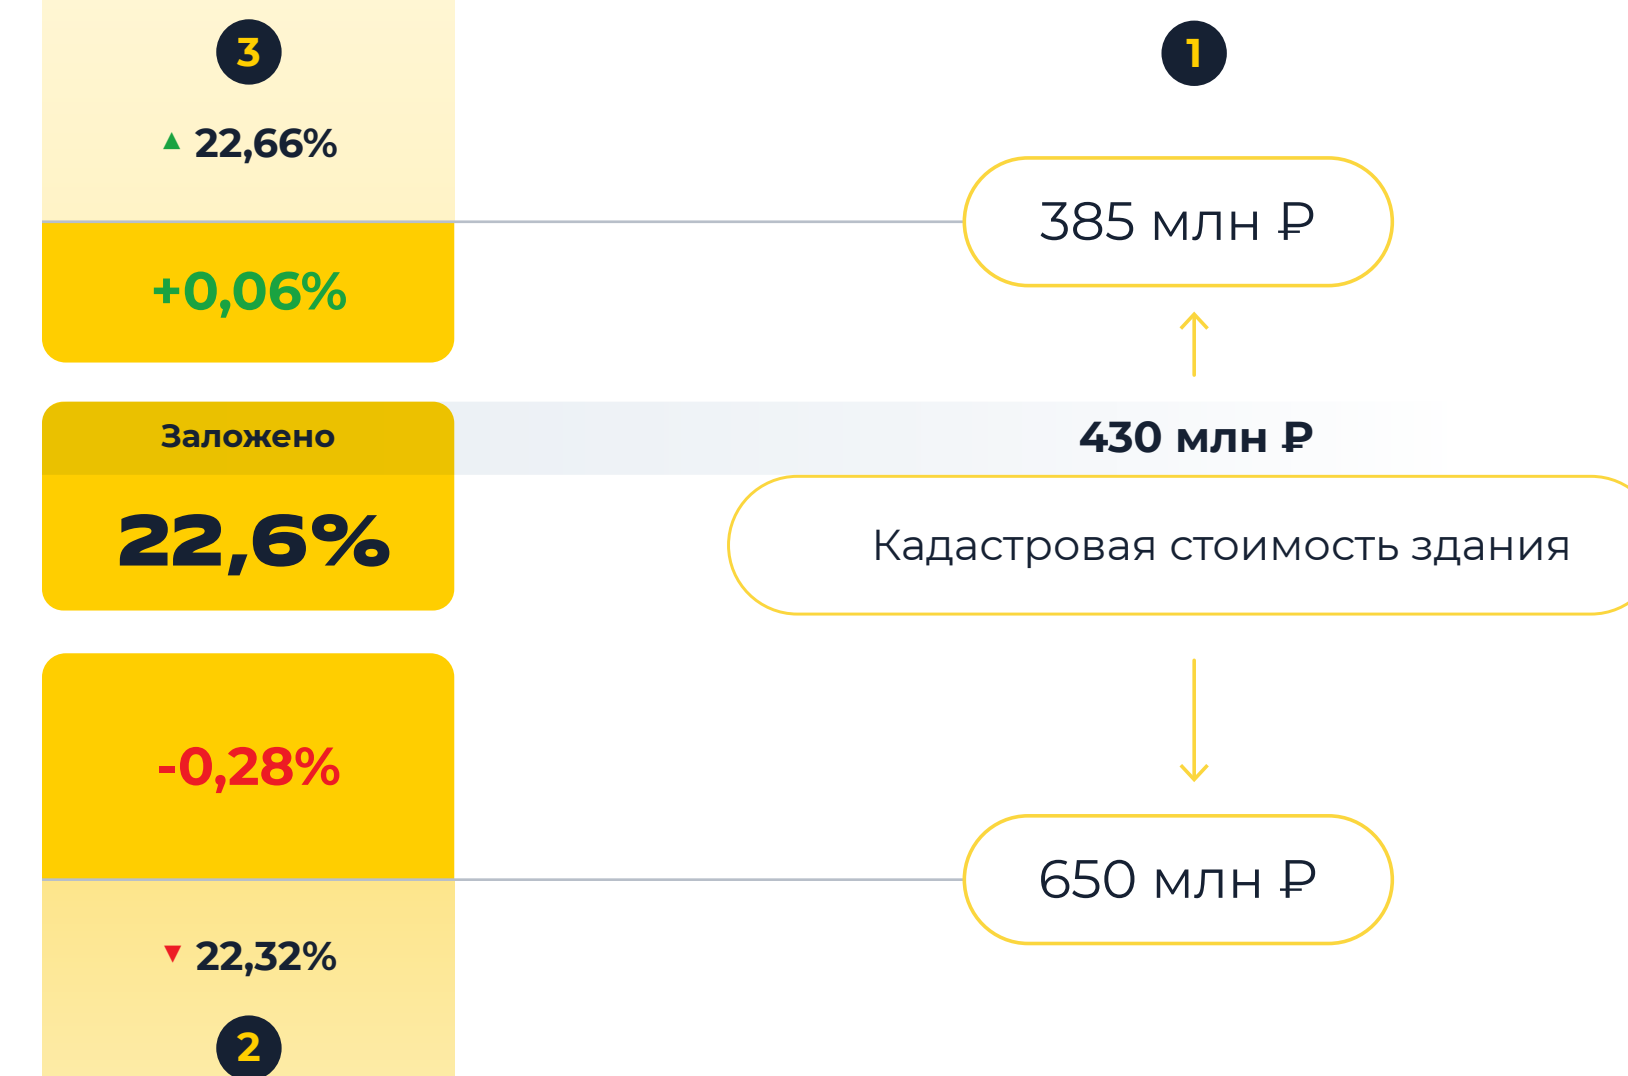 3
1
▲ 22,66%
385 млн ₽
+0,06%
Заложено
430 млн ₽
22,6%
Кадастровая стоимость здания
-0,28%
650 млн ₽
▼ 22,32%
2